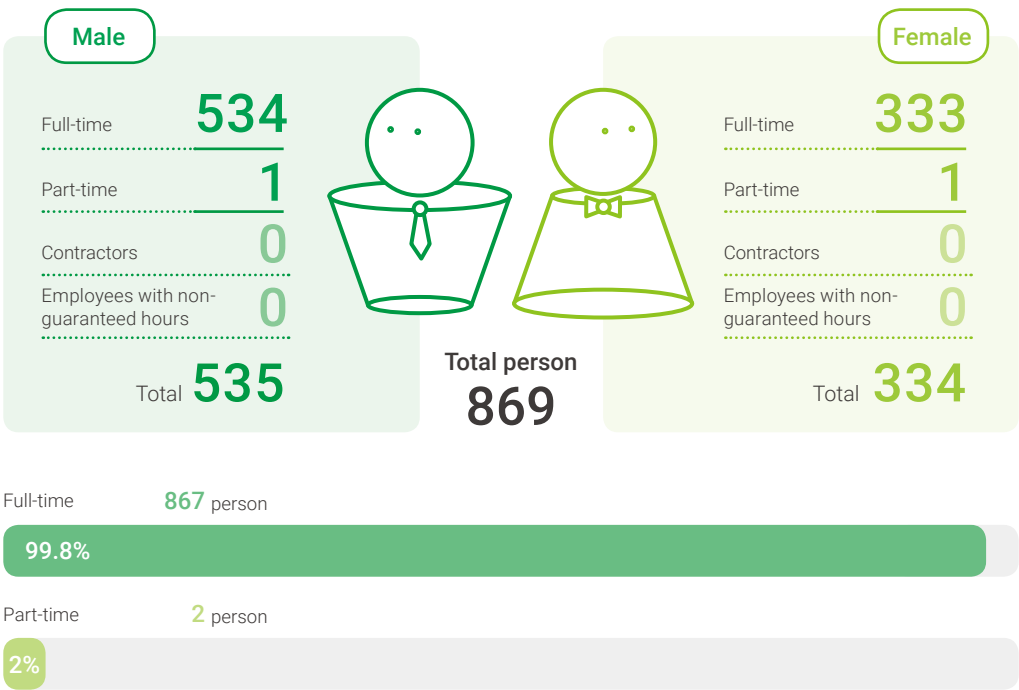 Male
Full-time 534
Part-time 1
Contractors 0
Employees with non-
guaranteed hours 0
Total 535
Total person
869
Female
Full-time 333
Part-time 1
Contractors 0
Employees with non-
guaranteed hours 0
Total 334
Full-time 867 person
99.8%
Part-time 2 person
2%